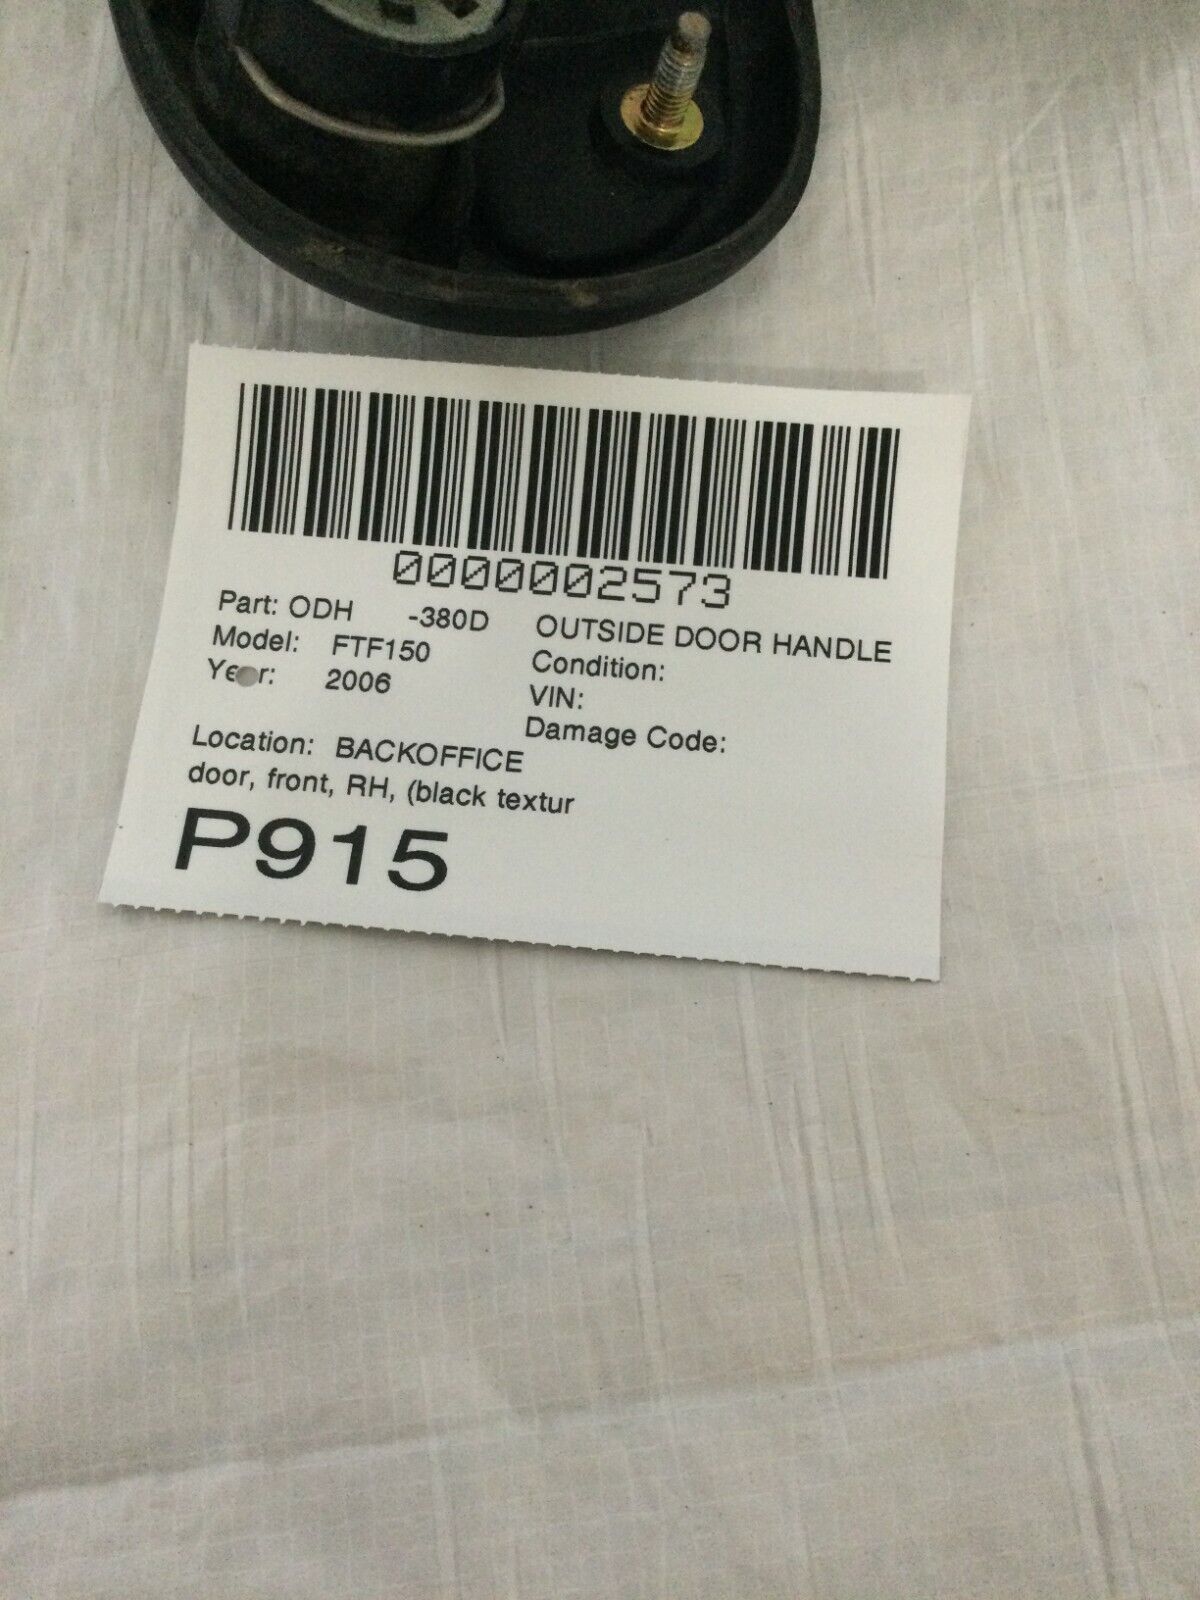 0000002573
Part: ODH -380D OUTSIDE DOOR HANDLE
Model: FTF150 Condition:
Year: 2006 VIN:
Damage Code:
Location: BACKOFFICE
door, front, RH, (black textur
P915